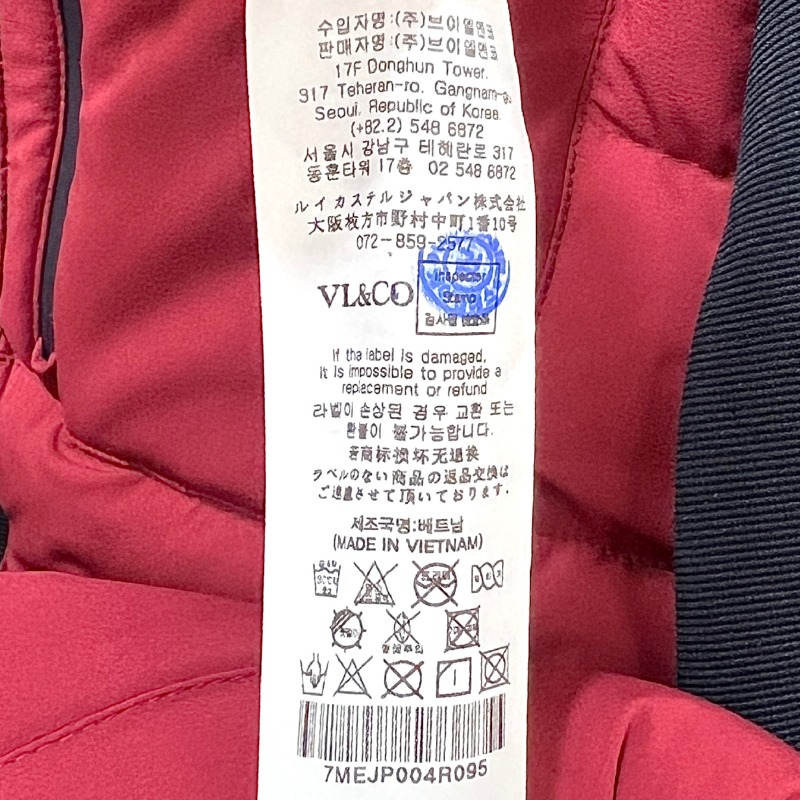 수입자명:(주)브이엘엔코
판매자명:(주)브이엘엔코
17F Donghun Tower.
317 Teheran-ro. Gangnam-gu
Seoul, Republic of Korea
(+82.2) 548 6872
서울시 강남구 테헤란로 317
동훈타워 17층 02 548 6872
ルイカステルジャパン株式会社
大阪枚方市野村中町1番10号
072-859-2577
VL&CO
Inspector
Stamp
검사필
If the label is damaged,
it is impossible to provide a
replacement or refund
라벨이 손상된 경우 교환 또는
환불이 불가능합니다.
若商标损坏无退换
ラベルのない商品の返品交換は
ご遠慮させて頂いております.
제조국명:베트남
(MADE IN VIETNAM)
7MEJP004R095